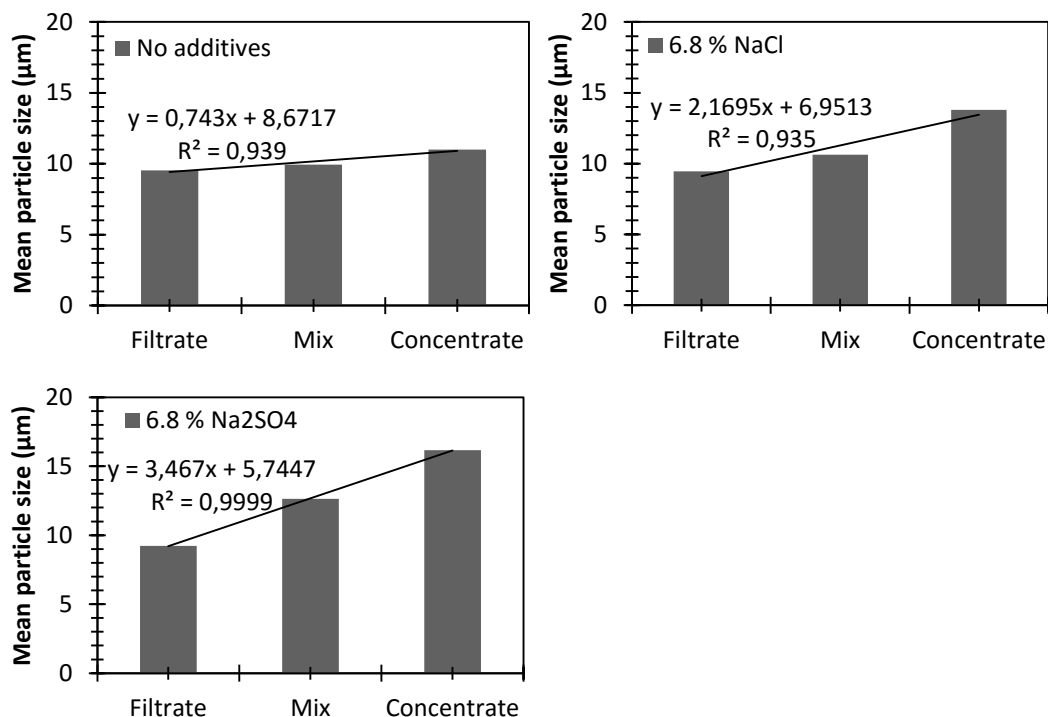 20
15
10
5
0
Mean particle size (µm)
No additives
y = 0,743x + 8,6717
R² = 0,939
Filtrate Mix Concentrate
20
15
10
5
0
Mean particle size (µm)
6.8 % NaCl
y = 2,1695x + 6,9513
R² = 0,935
Filtrate Mix Concentrate
20
15
10
5
0
Mean particle size (µm)
6.8 % Na2SO4
y = 3,467x + 5,7447
R² = 0,9999
Filtrate Mix Concentrate